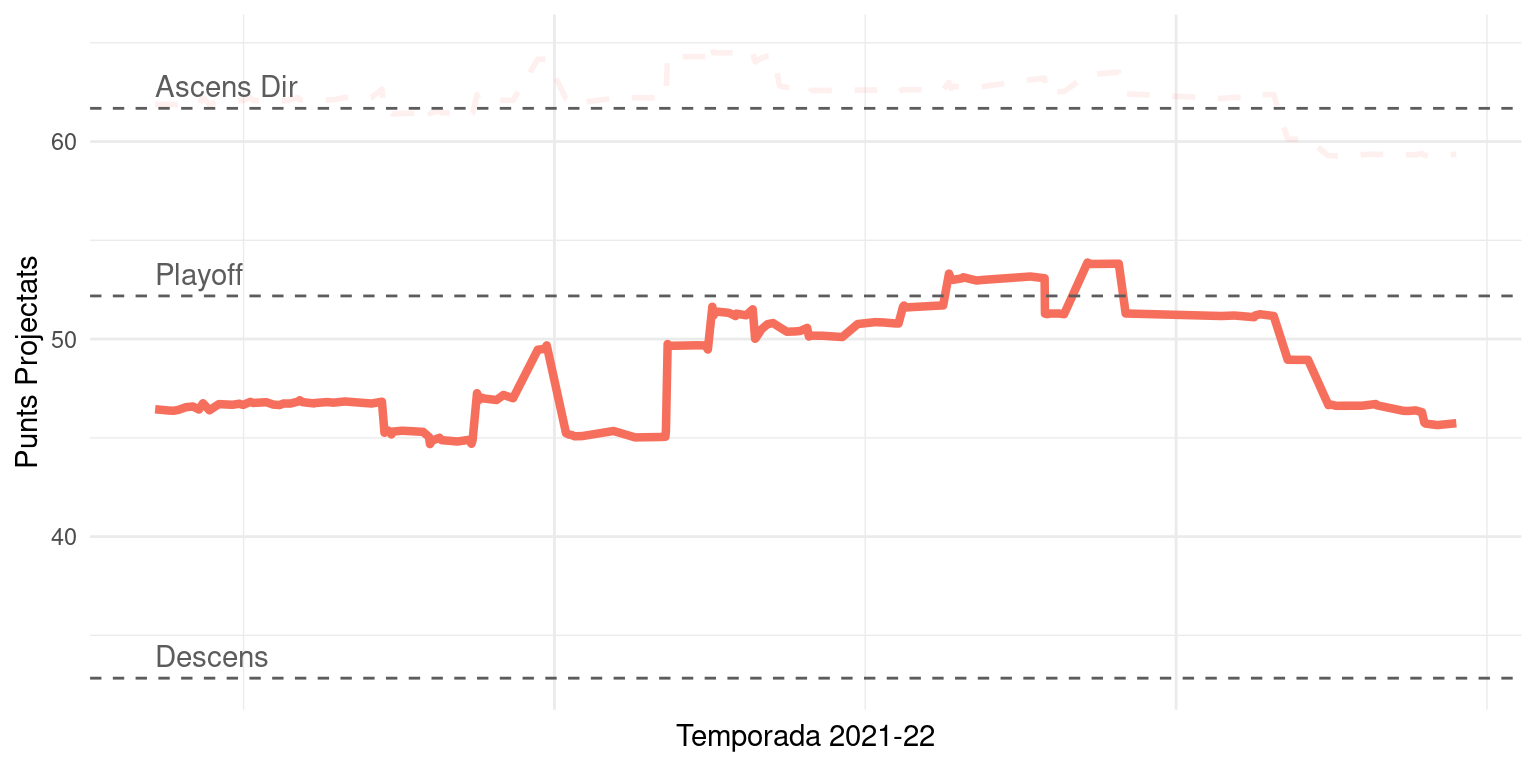 Ascens Dir
60
Playoff
50
40
Descens
Punts Projectats
Temporada 2021-22